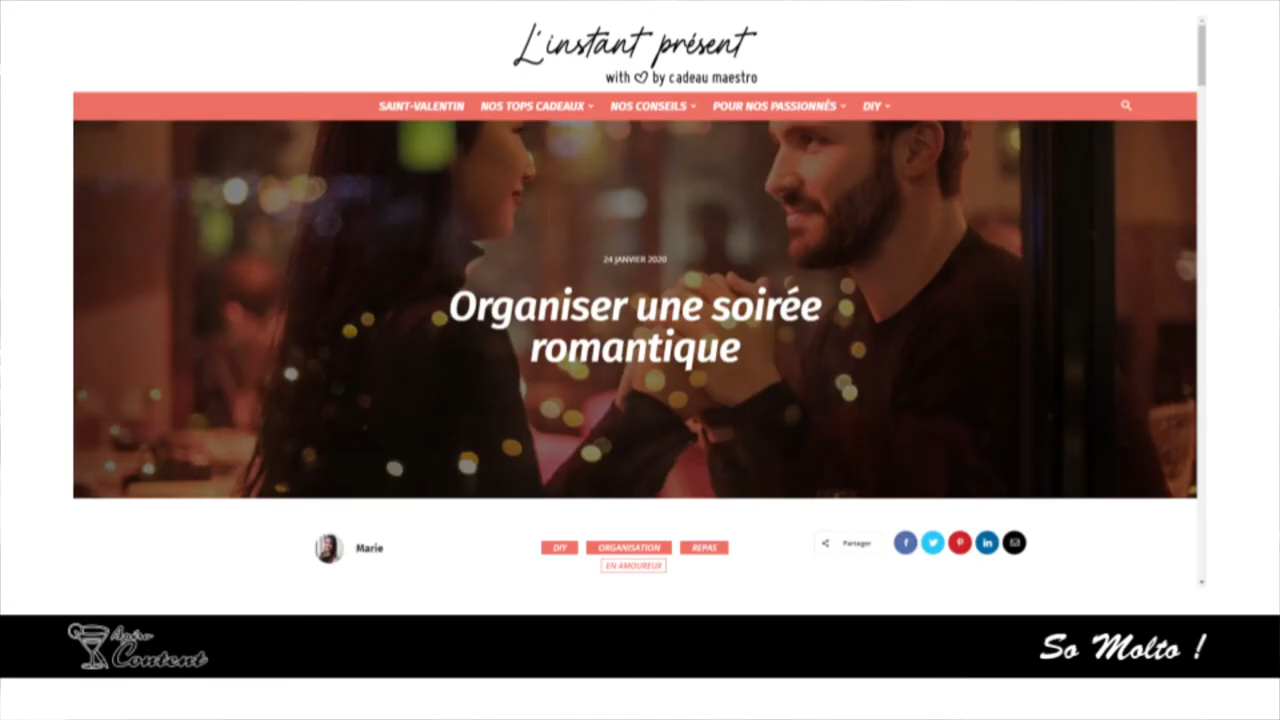 L'instant présent
with by cadeau maestro
SAINT-VALENTIN NOS TOPS CADEAUX NOS CONSEILS POUR NOS PASSIONNÉS DIY
24 JANVIER 2020
Organiser une soirée
romantique
Marie
DIY ORGANISATION REPAS
EN AMOUREUX
Partager
Apéro
Content
So Molto !